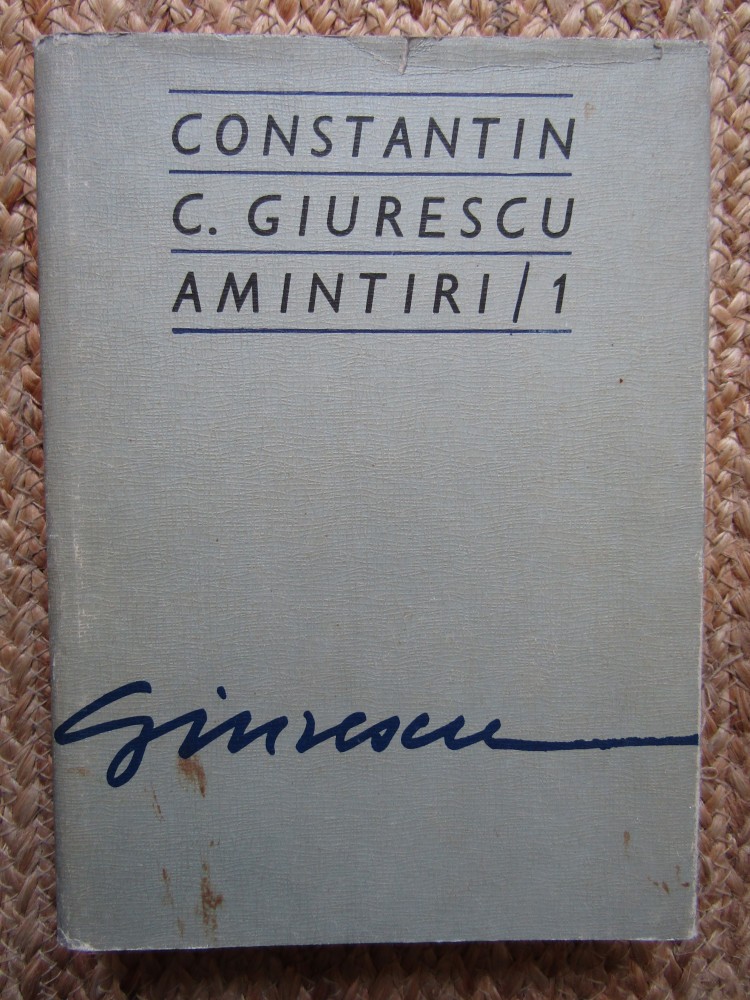 CONSTANTIN
C. GIURESCU
AMINTIRI / 1
Giurescu